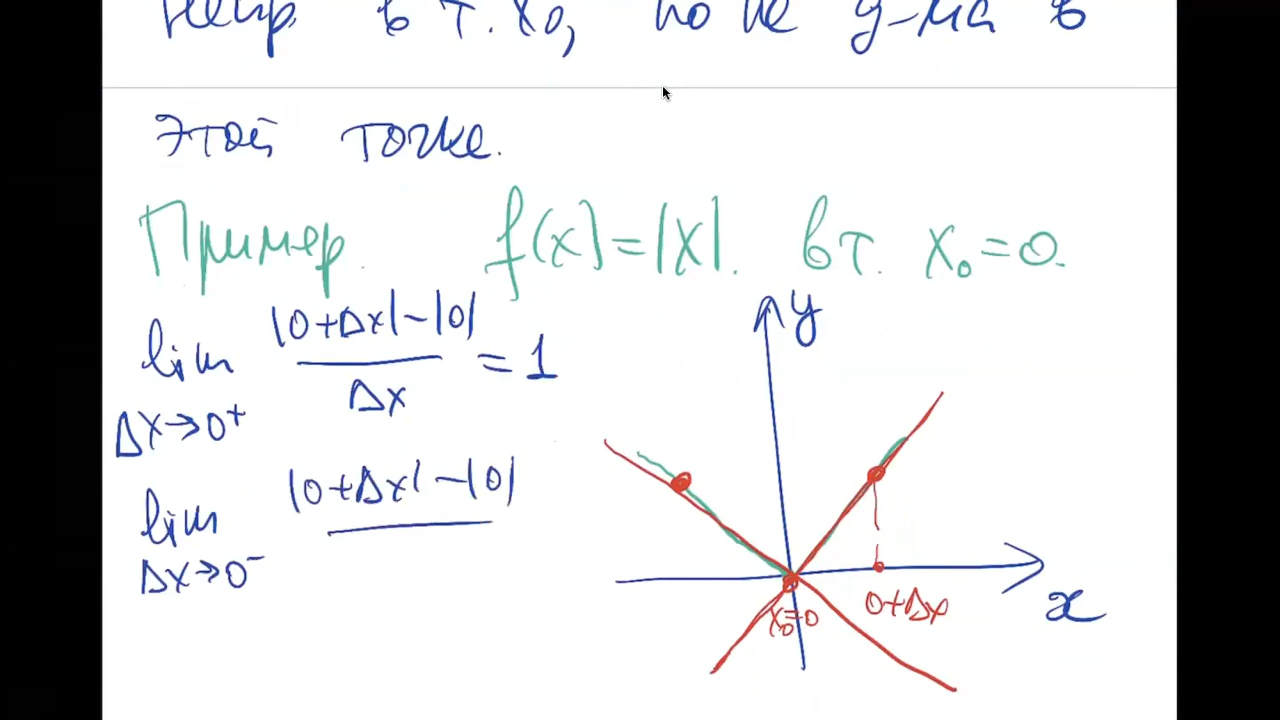 непр в т. x₀, но не д-ма в
этой точке.
Пример. f(x)=|x|. в т. x₀=0.
lim |0+Δx|-|0| / Δx = 1
Δx→0⁺
lim |0+Δx|-|0|
Δx→0⁻
y
x₀=0
0+Δx
x